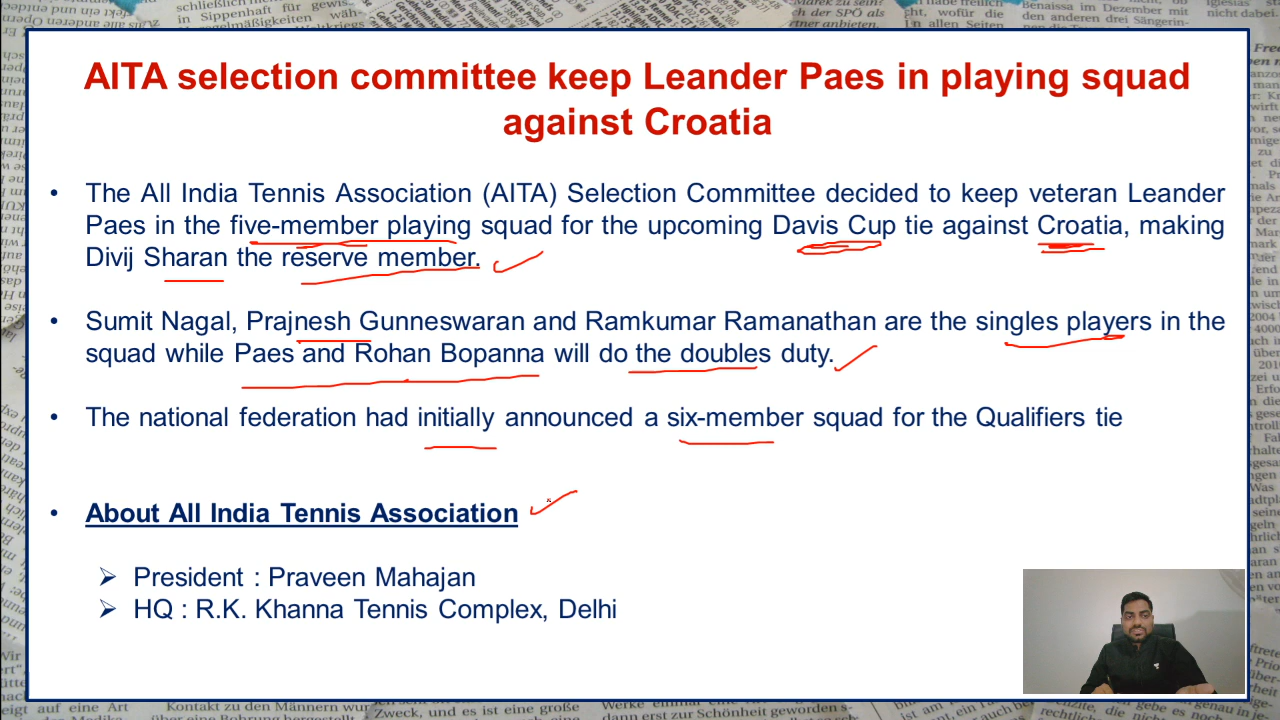 AITA selection committee keep Leander Paes in playing squad
against Croatia
• The All India Tennis Association (AITA) Selection Committee decided to keep veteran Leander
Paes in the five-member playing squad for the upcoming Davis Cup tie against Croatia, making
Divij Sharan the reserve member.
• Sumit Nagal, Prajnesh Gunneswaran and Ramkumar Ramanathan are the singles players in the
squad while Paes and Rohan Bopanna will do the doubles duty.
• The national federation had initially announced a six-member squad for the Qualifiers tie
• About All India Tennis Association
➢ President : Praveen Mahajan
➢ HQ : R.K. Khanna Tennis Complex, Delhi